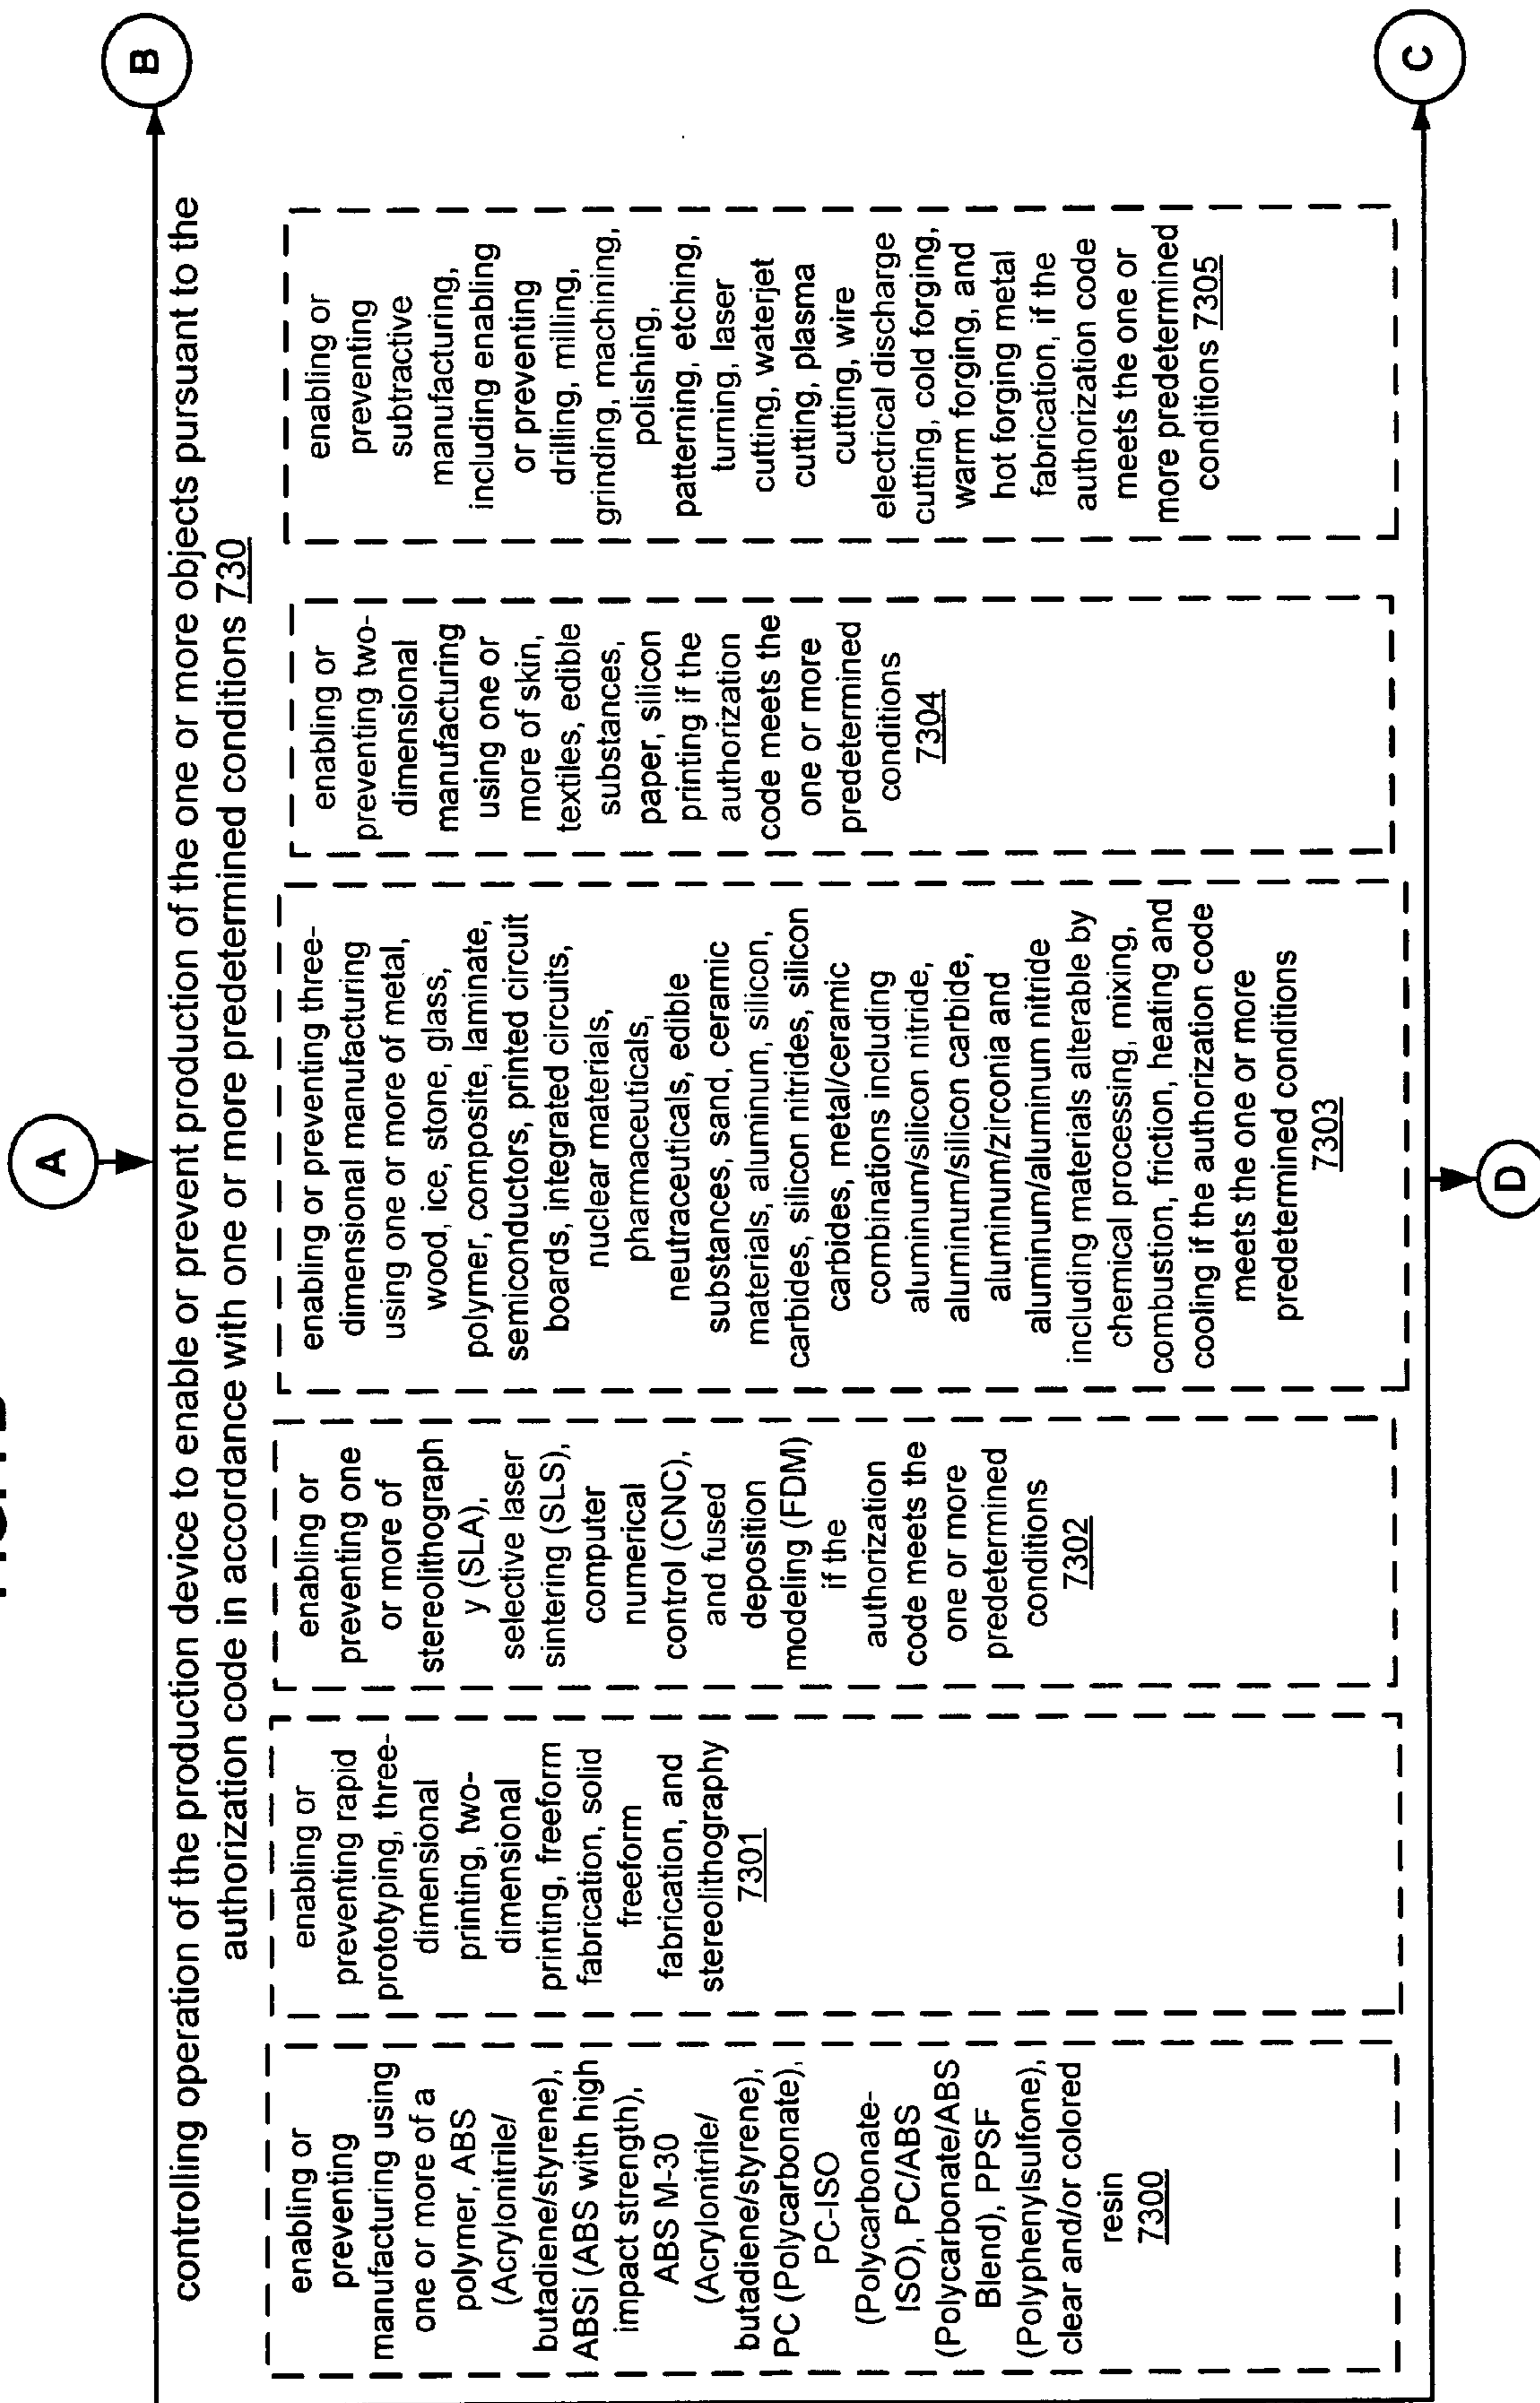 A
B
controlling operation of the production device to enable or prevent production of the one or more objects pursuant to the
authorization code in accordance with one or more predetermined conditions 730
enabling or
preventing
manufacturing using
one or more of a
polymer, ABS
(Acrylonitrile/
butadiene/styrene),
ABSi (ABS with high
impact strength),
ABS M-30
(Acrylonitrile/
butadiene/styrene),
PC (Polycarbonate),
PC-ISO
(Polycarbonate-
ISO), PC/ABS
(Polycarbonate/ABS
Blend), PPSF
(Polyphenylsulfone),
clear and/or colored
resin
7300
enabling or
preventing rapid
prototyping, three-
dimensional
printing, two-
dimensional
printing, freeform
fabrication, solid
freeform
fabrication, and
stereolithography
7301
enabling or
preventing one
or more of
stereolithograph
y (SLA),
selective laser
sintering (SLS),
computer
numerical
control (CNC),
and fused
deposition
modeling (FDM)
if the
authorization
code meets the
one or more
predetermined
conditions
7302
enabling or preventing three-
dimensional manufacturing
using one or more of metal,
wood, ice, stone, glass,
polymer, composite, laminate,
semiconductors, printed circuit
boards, integrated circuits,
nuclear materials,
pharmaceuticals,
neutraceuticals, edible
substances, sand, ceramic
materials, aluminum, silicon,
carbides, silicon nitrides, silicon
carbides, metal/ceramic
combinations including
aluminum/silicon nitride,
aluminum/silicon carbide,
aluminum/zirconia and
aluminum/aluminum nitride
including materials alterable by
chemical processing, mixing,
combustion, friction, heating and
cooling if the authorization code
meets the one or more
predetermined conditions
7303
enabling or
preventing two-
dimensional
manufacturing
using one or
more of skin,
textiles, edible
substances,
paper, silicon
printing if the
authorization
code meets the
one or more
predetermined
conditions
7304
enabling or
preventing
subtractive
manufacturing,
including enabling
or preventing
drilling, milling,
grinding, machining,
polishing,
patterning, etching,
turning, laser
cutting, waterjet
cutting, plasma
cutting, wire
electrical discharge
cutting, cold forging,
warm forging, and
hot forging metal
fabrication, if the
authorization code
meets the one or
more predetermined
conditions 7305
D
C